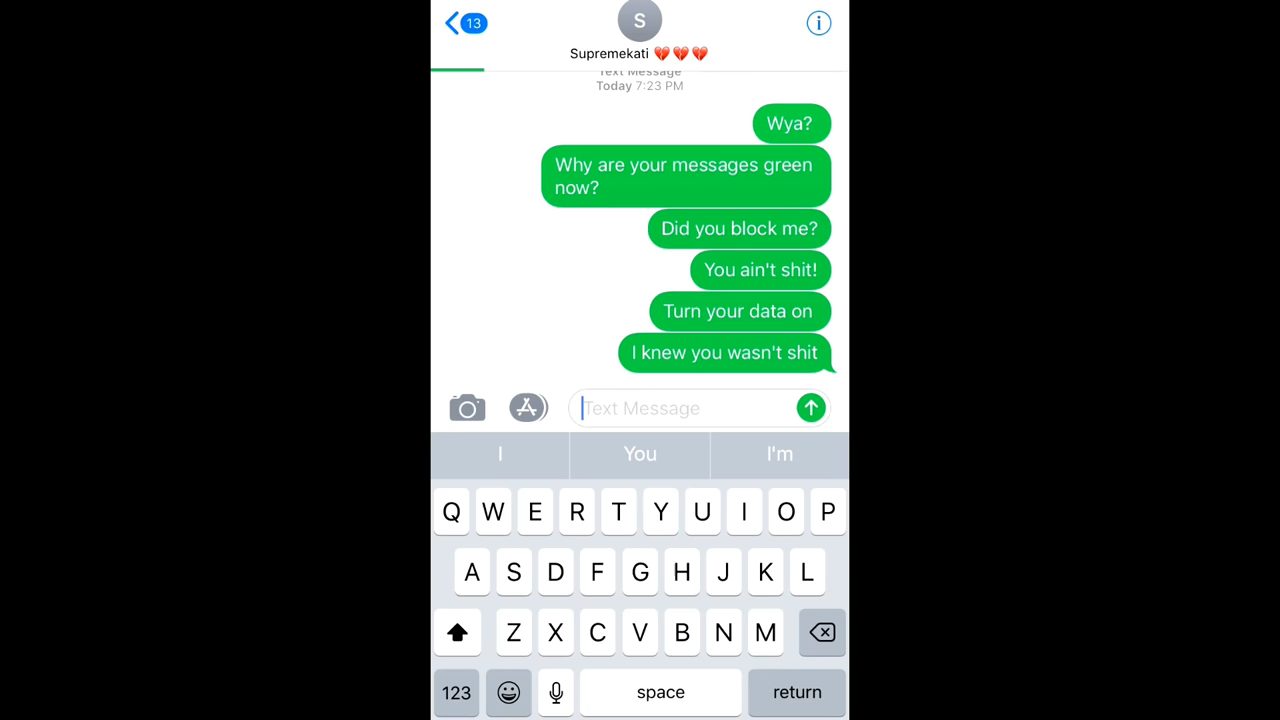 13
S
Supremekati 💔💔💔
Text Message
Today 7:23 PM
Wya?
Why are your messages green
now?
Did you block me?
You ain't shit!
Turn your data on
I knew you wasn't shit
Text Message
I You I'm
Q W E R T Y U I O P
A S D F G H J K L
Z X C V B N M
123 space return